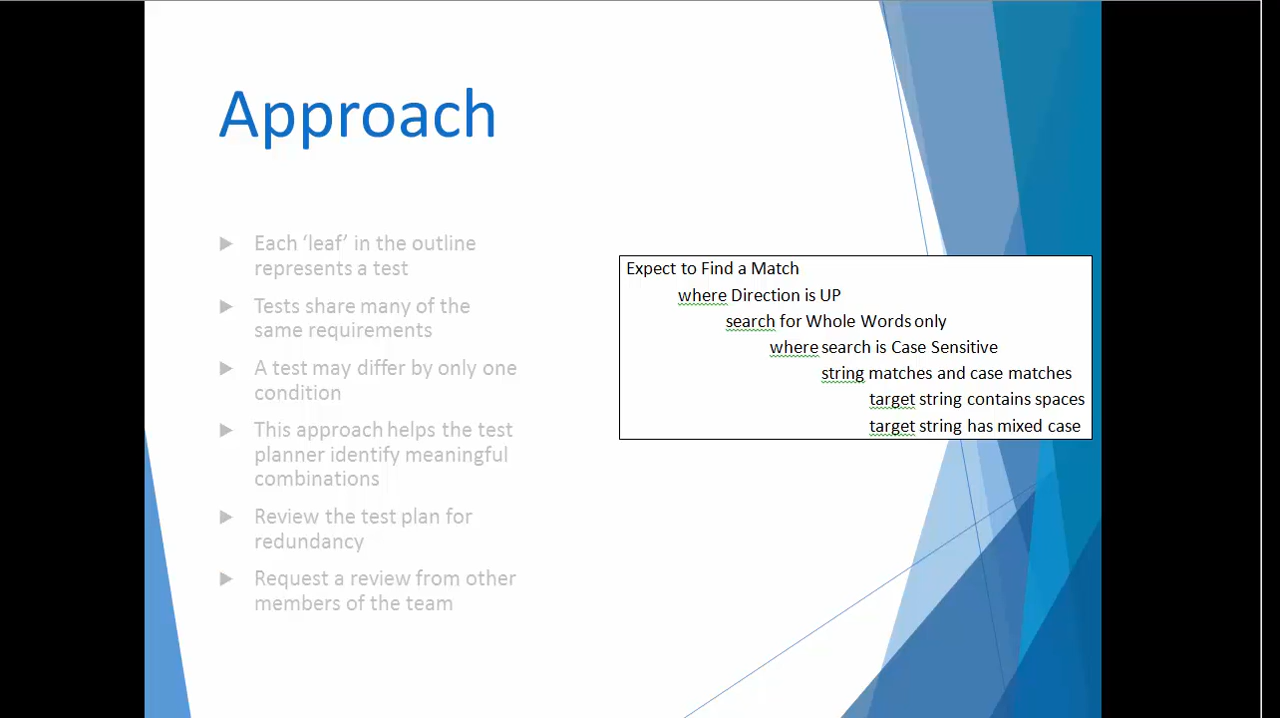 Approach
Each ‘leaf’ in the outline
represents a test
Tests share many of the
same requirements
A test may differ by only one
condition
This approach helps the test
planner identify meaningful
combinations
Review the test plan for
redundancy
Request a review from other
members of the team
Expect to Find a Match
where Direction is UP
search for Whole Words only
where search is Case Sensitive
string matches and case matches
target string contains spaces
target string has mixed case